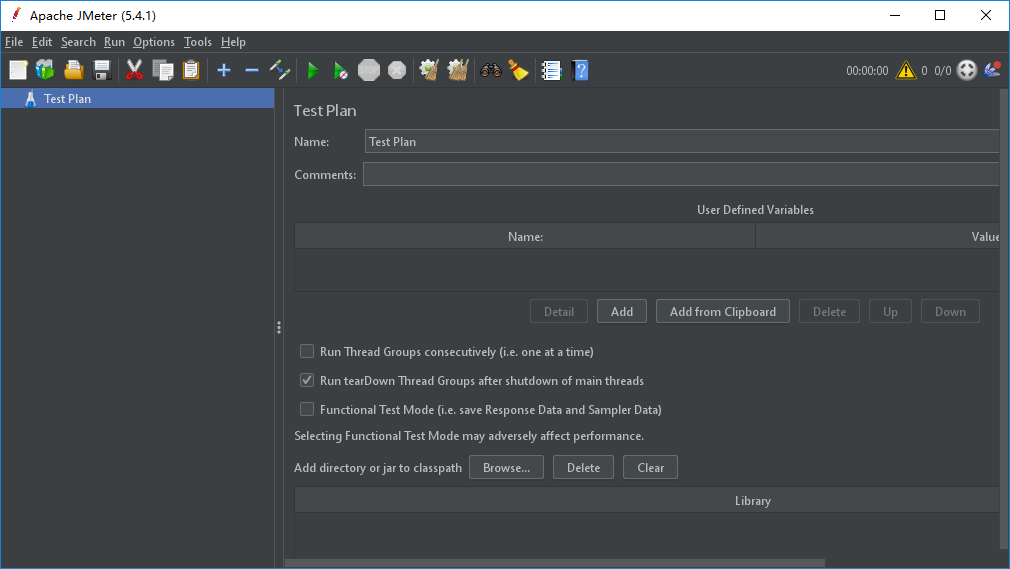 Apache JMeter (5.4.1)
File Edit Search Run Options Tools Help
STOP 00:00:00 0 0/0
Test Plan
Test Plan
Name: Test Plan
Comments:
User Defined Variables
Name: Value
Detail Add Add from Clipboard Delete Up Down
Run Thread Groups consecutively (i.e. one at a time)
Run tearDown Thread Groups after shutdown of main threads
Functional Test Mode (i.e. save Response Data and Sampler Data)
Selecting Functional Test Mode may adversely affect performance.
Add directory or jar to classpath Browse... Delete Clear
Library